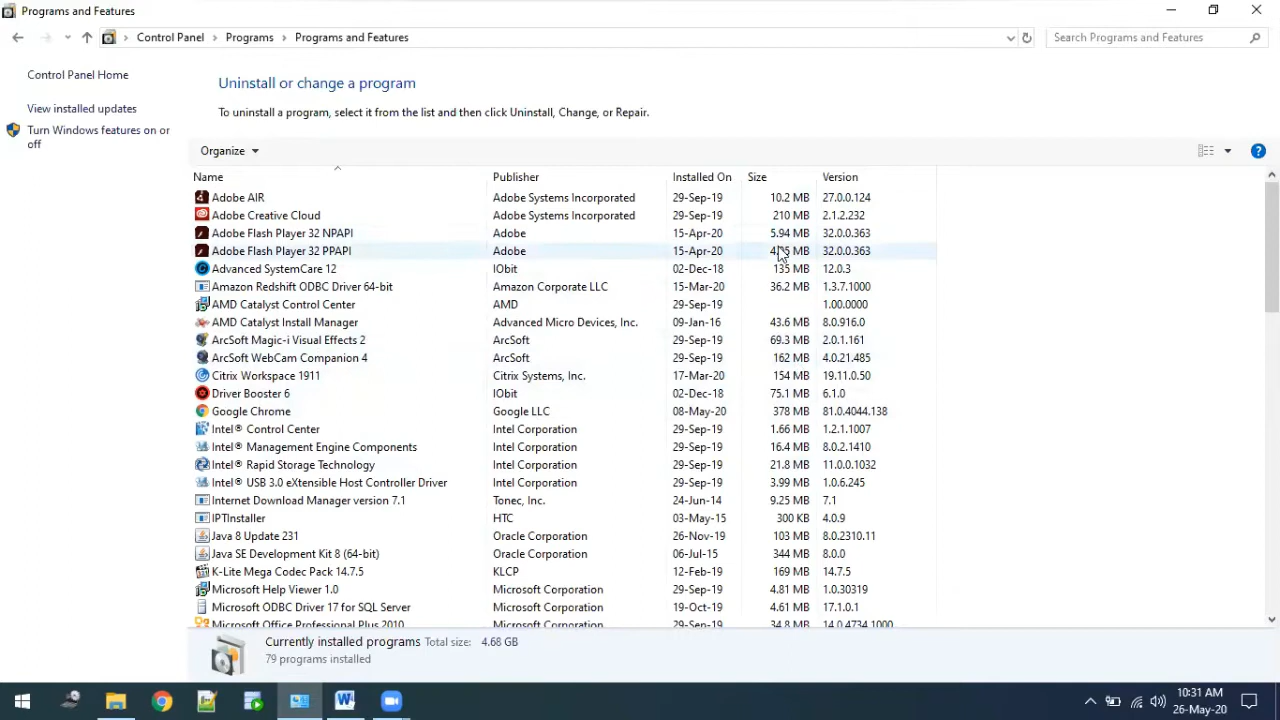 Programs and Features
Control Panel > Programs > Programs and Features
Search Programs and Features
Control Panel Home
View installed updates
Turn Windows features on or
off
Uninstall or change a program
To uninstall a program, select it from the list and then click Uninstall, Change, or Repair.
Organize
Name Publisher Installed On Size Version
Adobe AIR Adobe Systems Incorporated 29-Sep-19 10.2 MB 27.0.0.124
Adobe Creative Cloud Adobe Systems Incorporated 29-Sep-19 210 MB 2.1.2.232
Adobe Flash Player 32 NPAPI Adobe 15-Apr-20 5.94 MB 32.0.0.363
Adobe Flash Player 32 PPAPI Adobe 15-Apr-20 MB 32.0.0.363
Advanced SystemCare 12 IObit 02-Dec-18 135 MB 12.0.3
Amazon Redshift ODBC Driver 64-bit Amazon Corporate LLC 15-Mar-20 36.2 MB 1.3.7.1000
AMD Catalyst Control Center AMD 29-Sep-19 1.00.0000
AMD Catalyst Install Manager Advanced Micro Devices, Inc. 09-Jan-16 43.6 MB 8.0.916.0
ArcSoft Magic-i Visual Effects 2 ArcSoft 29-Sep-19 69.3 MB 2.0.1.161
ArcSoft WebCam Companion 4 ArcSoft 29-Sep-19 162 MB 4.0.21.485
Citrix Workspace 1911 Citrix Systems, Inc. 17-Mar-20 154 MB 19.11.0.50
Driver Booster 6 IObit 02-Dec-18 75.1 MB 6.1.0
Google Chrome Google LLC 08-May-20 378 MB 81.0.4044.138
Intel® Control Center Intel Corporation 29-Sep-19 1.66 MB 1.2.1.1007
Intel® Management Engine Components Intel Corporation 29-Sep-19 16.4 MB 8.0.2.1410
Intel® Rapid Storage Technology Intel Corporation 29-Sep-19 21.8 MB 11.0.0.1032
Intel® USB 3.0 eXtensible Host Controller Driver Intel Corporation 29-Sep-19 3.99 MB 1.0.6.245
Internet Download Manager version 7.1 Tonec, Inc. 24-Jun-14 9.25 MB 7.1
IPTInstaller HTC 03-May-15 300 KB 4.0.9
Java 8 Update 231 Oracle Corporation 26-Nov-19 103 MB 8.0.2310.11
Java SE Development Kit 8 (64-bit) Oracle Corporation 06-Jul-15 344 MB 8.0.0
K-Lite Mega Codec Pack 14.7.5 KLCP 12-Feb-19 169 MB 14.7.5
Microsoft Help Viewer 1.0 Microsoft Corporation 29-Sep-19 4.81 MB 1.0.30319
Microsoft ODBC Driver 17 for SQL Server Microsoft Corporation 19-Oct-19 4.61 MB 17.1.0.1
Microsoft Office Professional Plus 2010 Microsoft Corporation 29-Sep-19 34.8 MB 14.0.4734.1000
Currently installed programs Total size: 4.68 GB
79 programs installed
10:31 AM
26-May-20